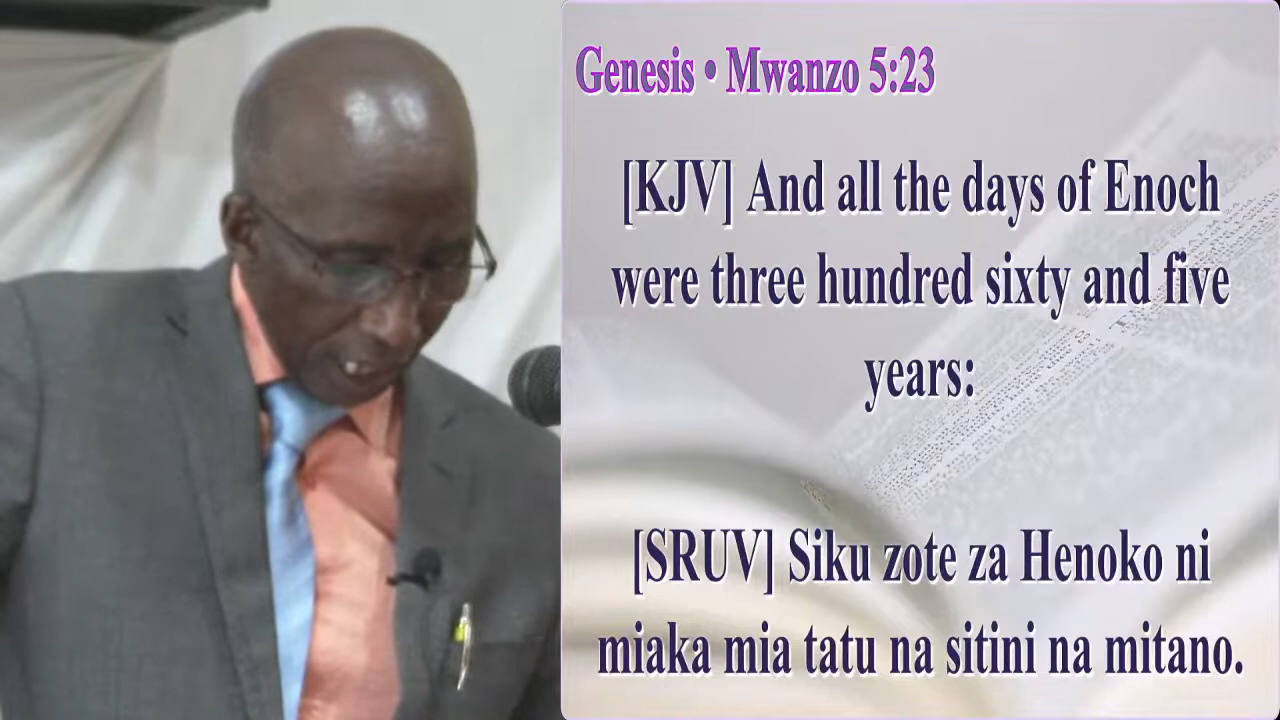 Genesis • Mwanzo 5:23
[KJV] And all the days of Enoch
were three hundred sixty and five
years:
[SRUV] Siku zote za Henoko ni
miaka mia tatu na sitini na mitano.